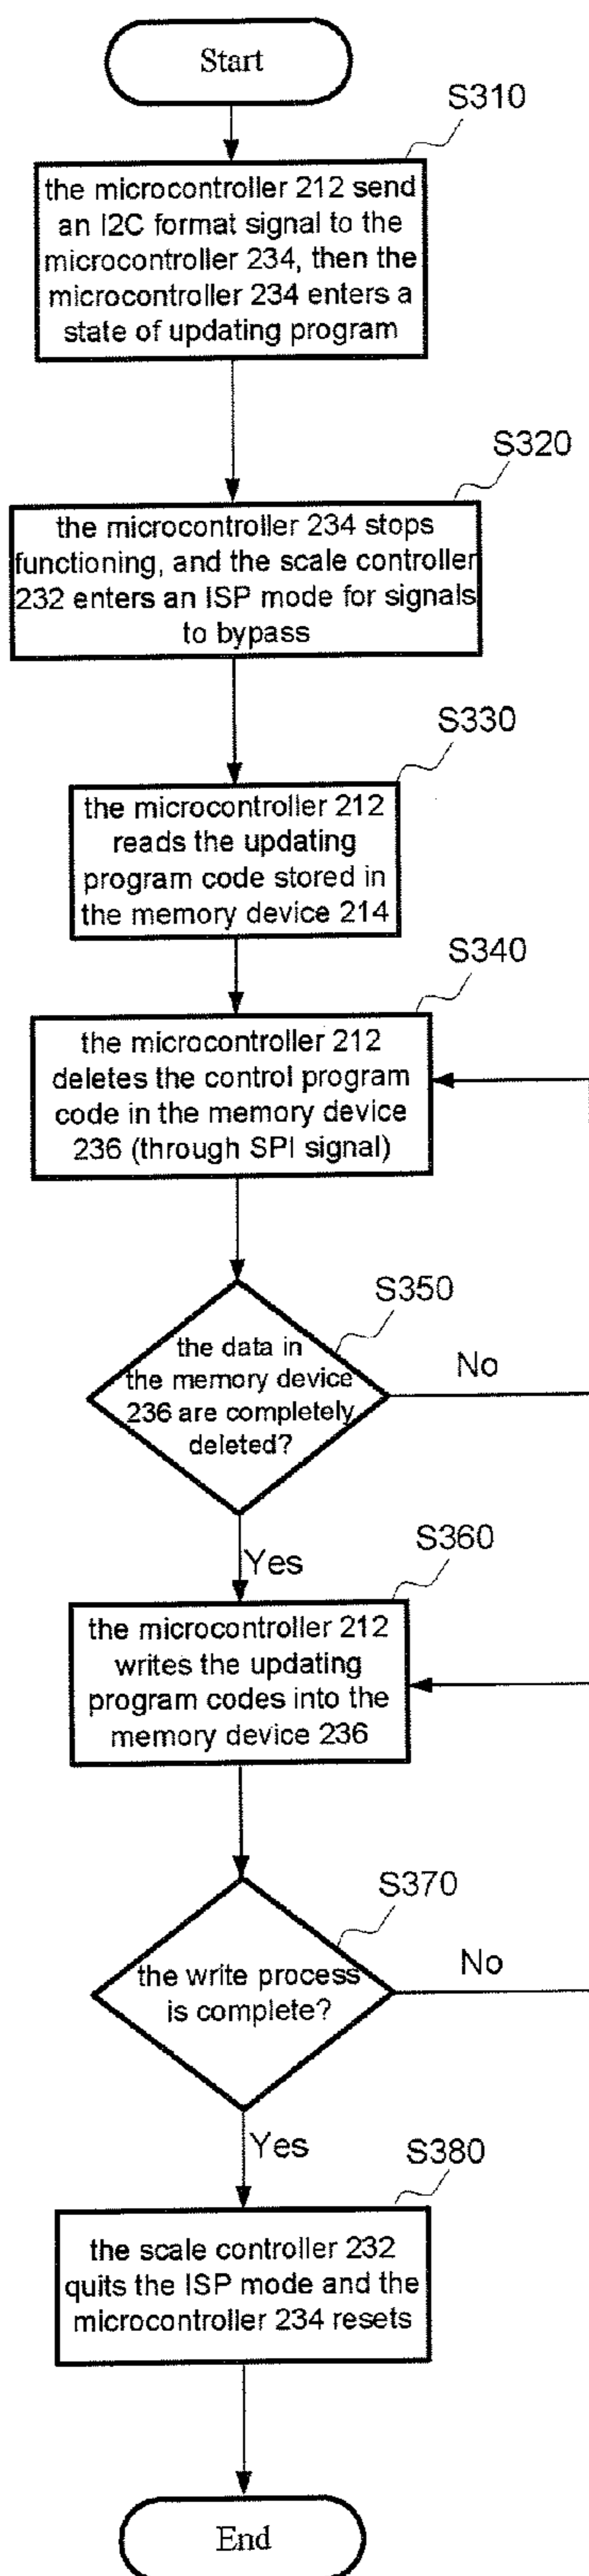 Start
S310
the microcontroller 212 send
an I2C format signal to the
microcontroller 234, then the
microcontroller 234 enters a
state of updating program
S320
the microcontroller 234 stops
functioning, and the scale controller
232 enters an ISP mode for signals
to bypass
S330
the microcontroller 212
reads the updating
program code stored in
the memory device 214
S340
the microcontroller 212
deletes the control program
code in the memory device
236 (through SPI signal)
S350
the data in
the memory device
236 are completely
deleted?
No
Yes
S360
the microcontroller 212
writes the updating
program codes into the
memory device 236
S370
the write process
is complete?
No
Yes
S380
the scale controller 232
quits the ISP mode and the
microcontroller 234 resets
End